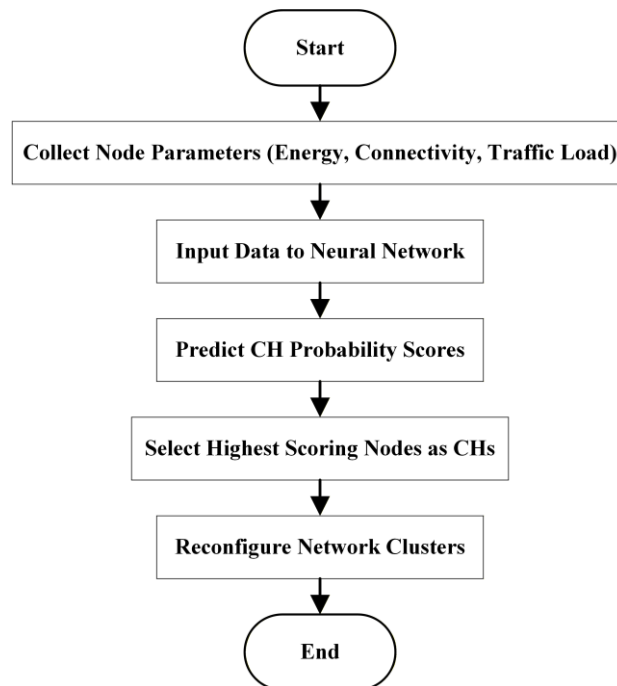 Start
Collect Node Parameters (Energy, Connectivity, Traffic Load)
Input Data to Neural Network
Predict CH Probability Scores
Select Highest Scoring Nodes as CHs
Reconfigure Network Clusters
End